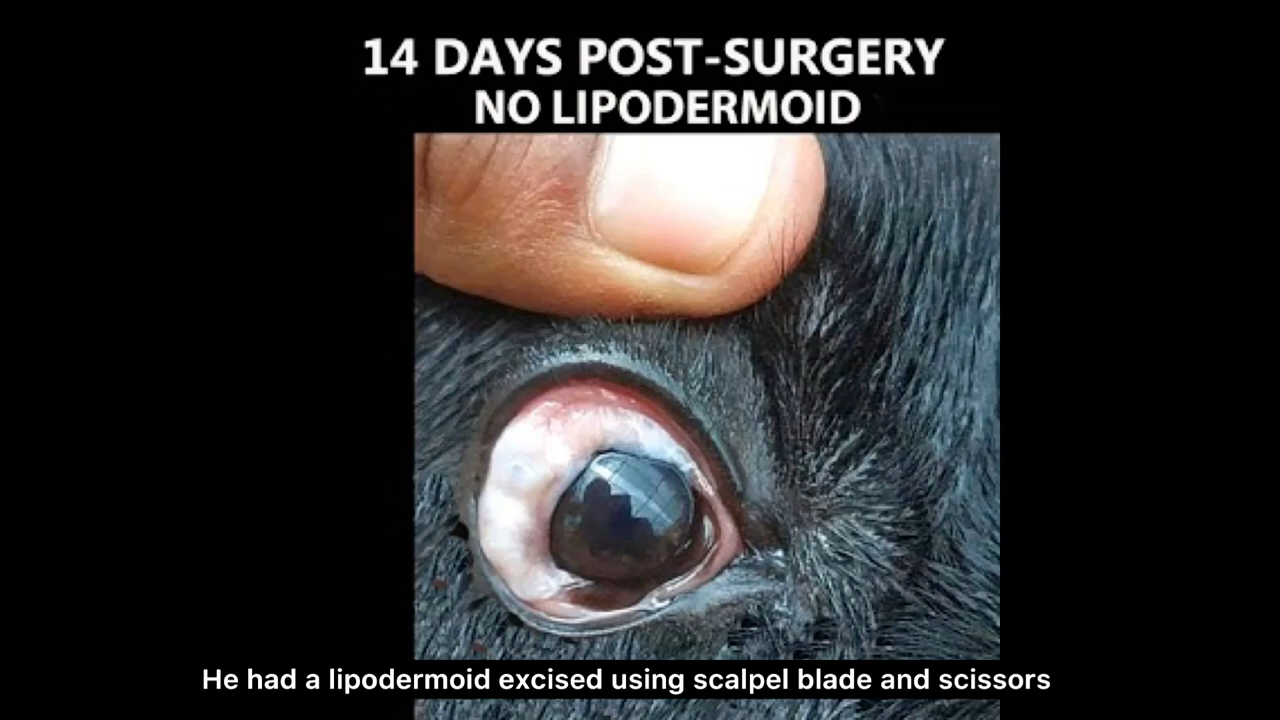 14 DAYS POST-SURGERY
NO LIPODERMOID
He had a lipodermoid excised using scalpel blade and scissors